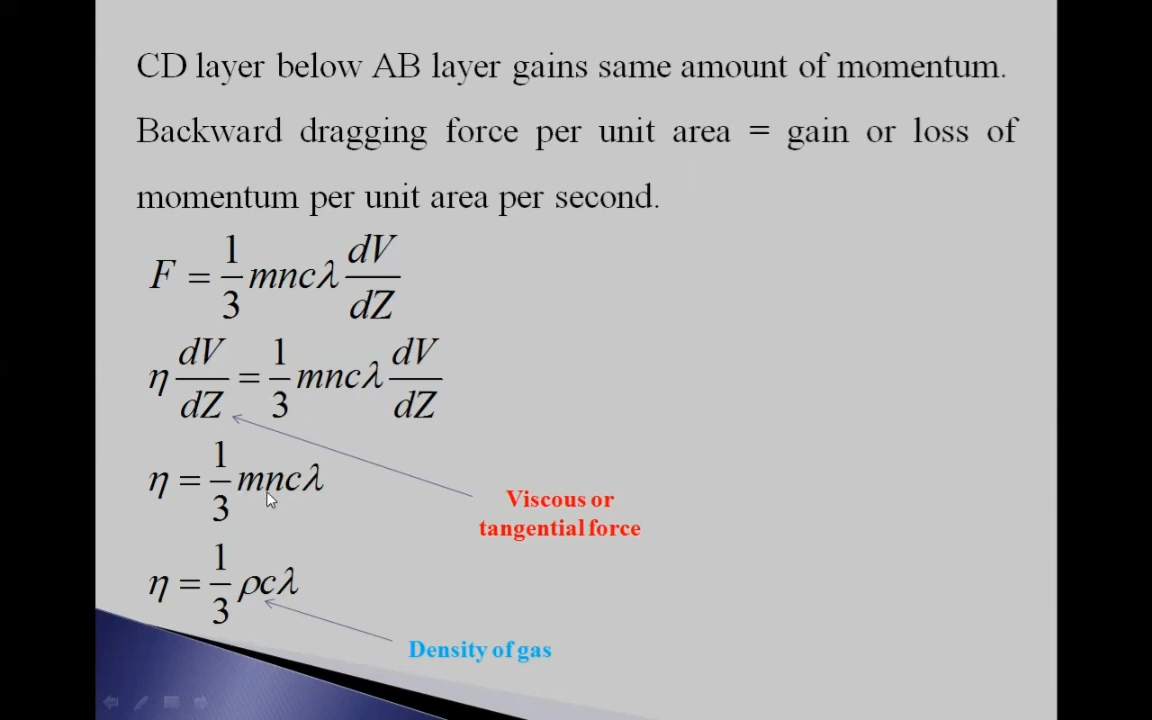 CD layer below AB layer gains same amount of momentum.
Backward dragging force per unit area = gain or loss of
momentum per unit area per second.
F = 1/3 mncλ dV/dZ
η dV/dZ = 1/3 mncλ dV/dZ
η = 1/3 mncλ
Viscous or
tangential force
η = 1/3 ρcλ
Density of gas